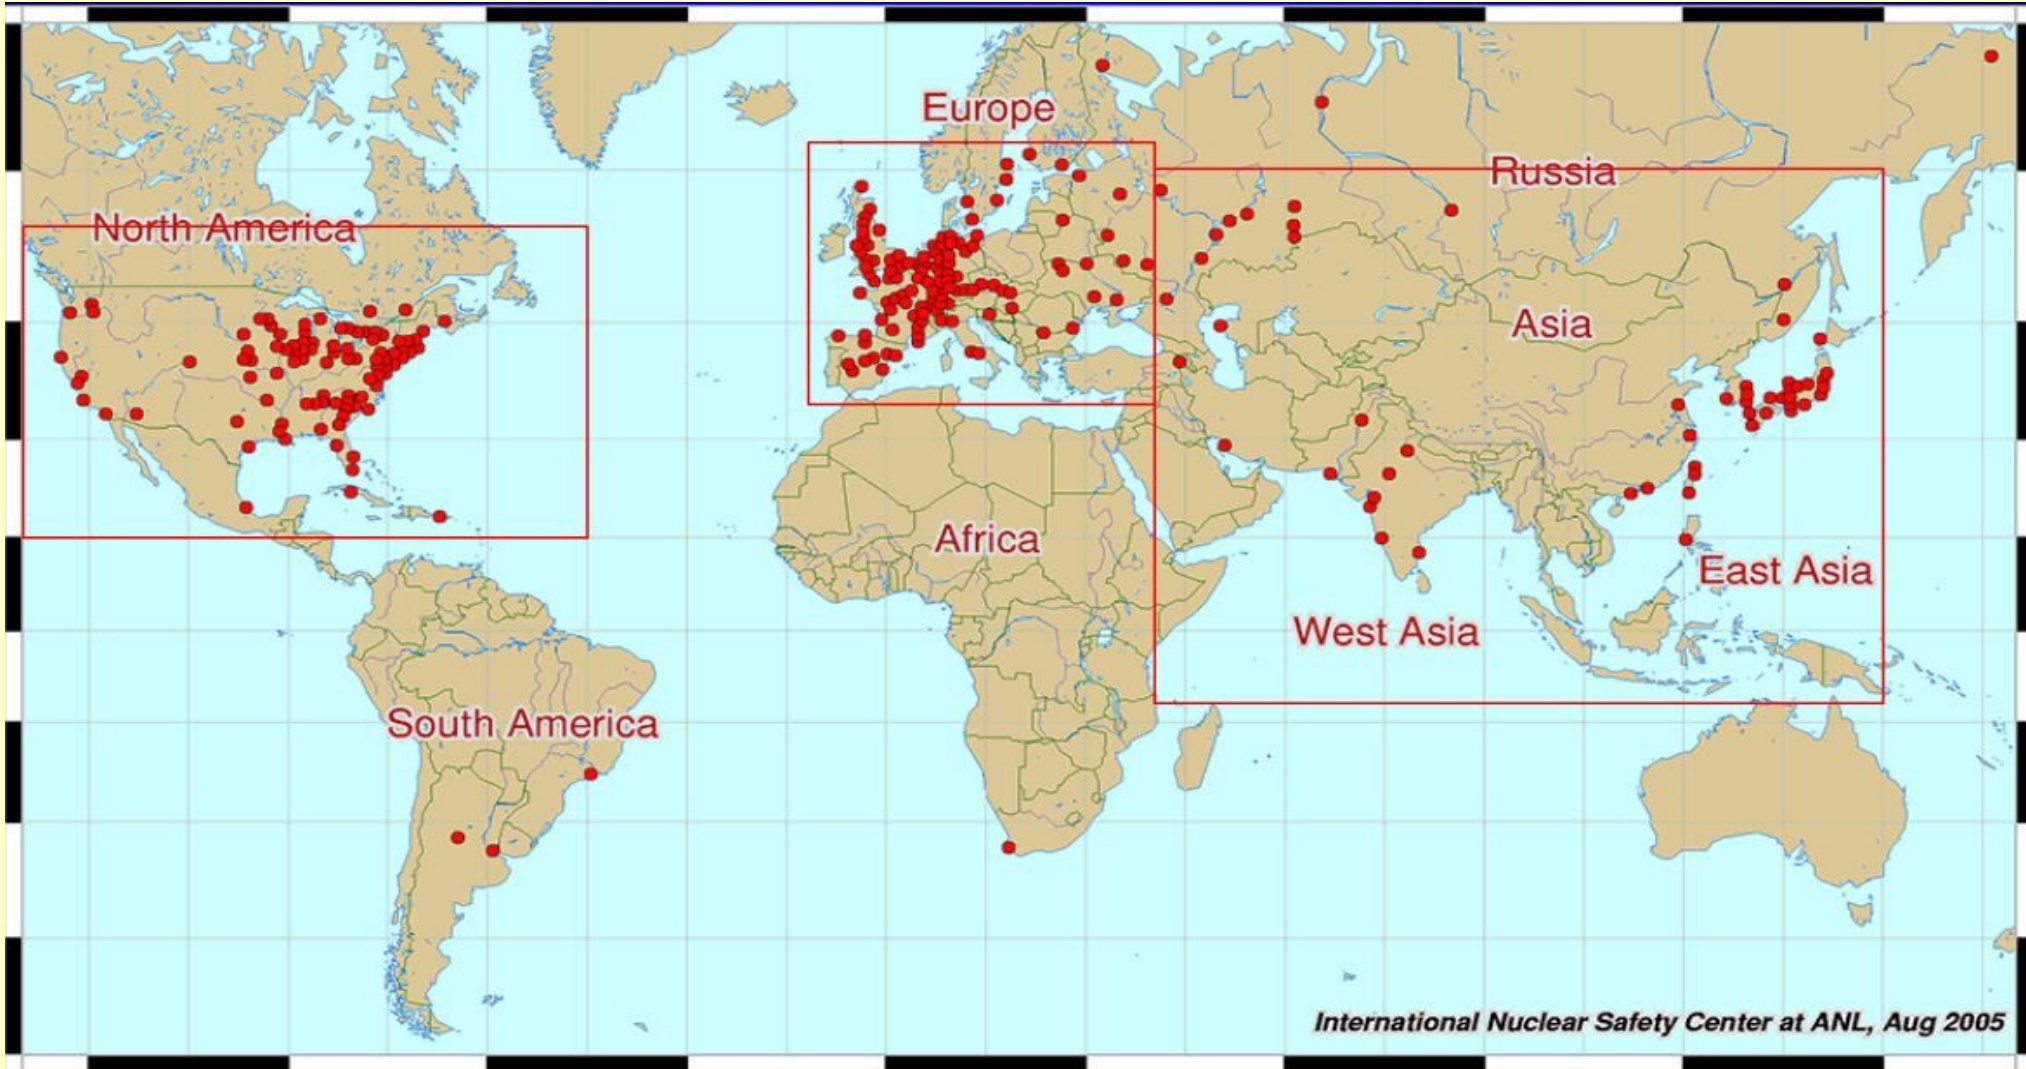 Europe
Russia
North America
Asia
Africa
East Asia
West Asia
South America
International Nuclear Safety Center at ANL, Aug 2005